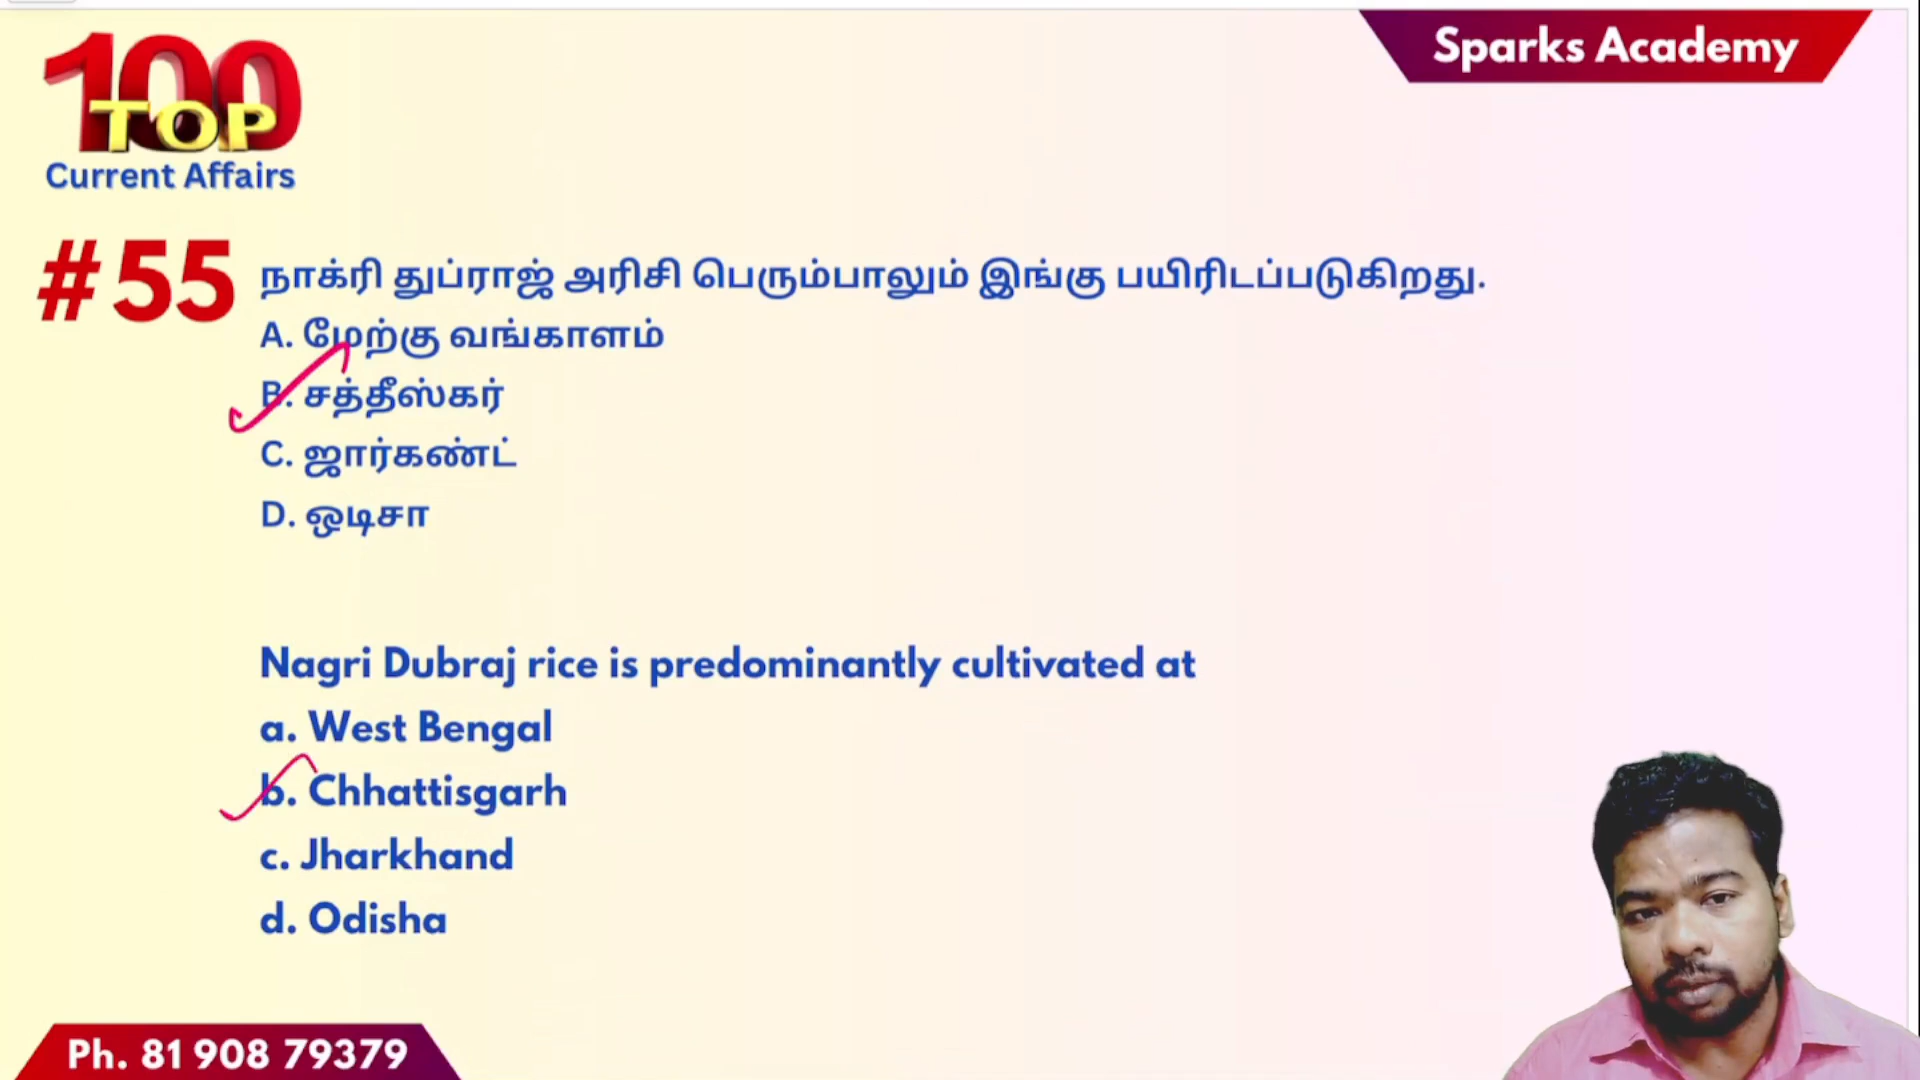 Sparks Academy
100
TOP
Current Affairs
#55
நாக்ரி துப்ராஜ் அரிசி பெரும்பாலும் இங்கு பயிரிடப்படுகிறது.
A. மேற்கு வங்காளம்
B. சத்தீஸ்கர்
C. ஜார்கண்ட்
D. ஒடிசா
Nagri Dubraj rice is predominantly cultivated at
a. West Bengal
b. Chhattisgarh
c. Jharkhand
d. Odisha
Ph. 81 908 79379